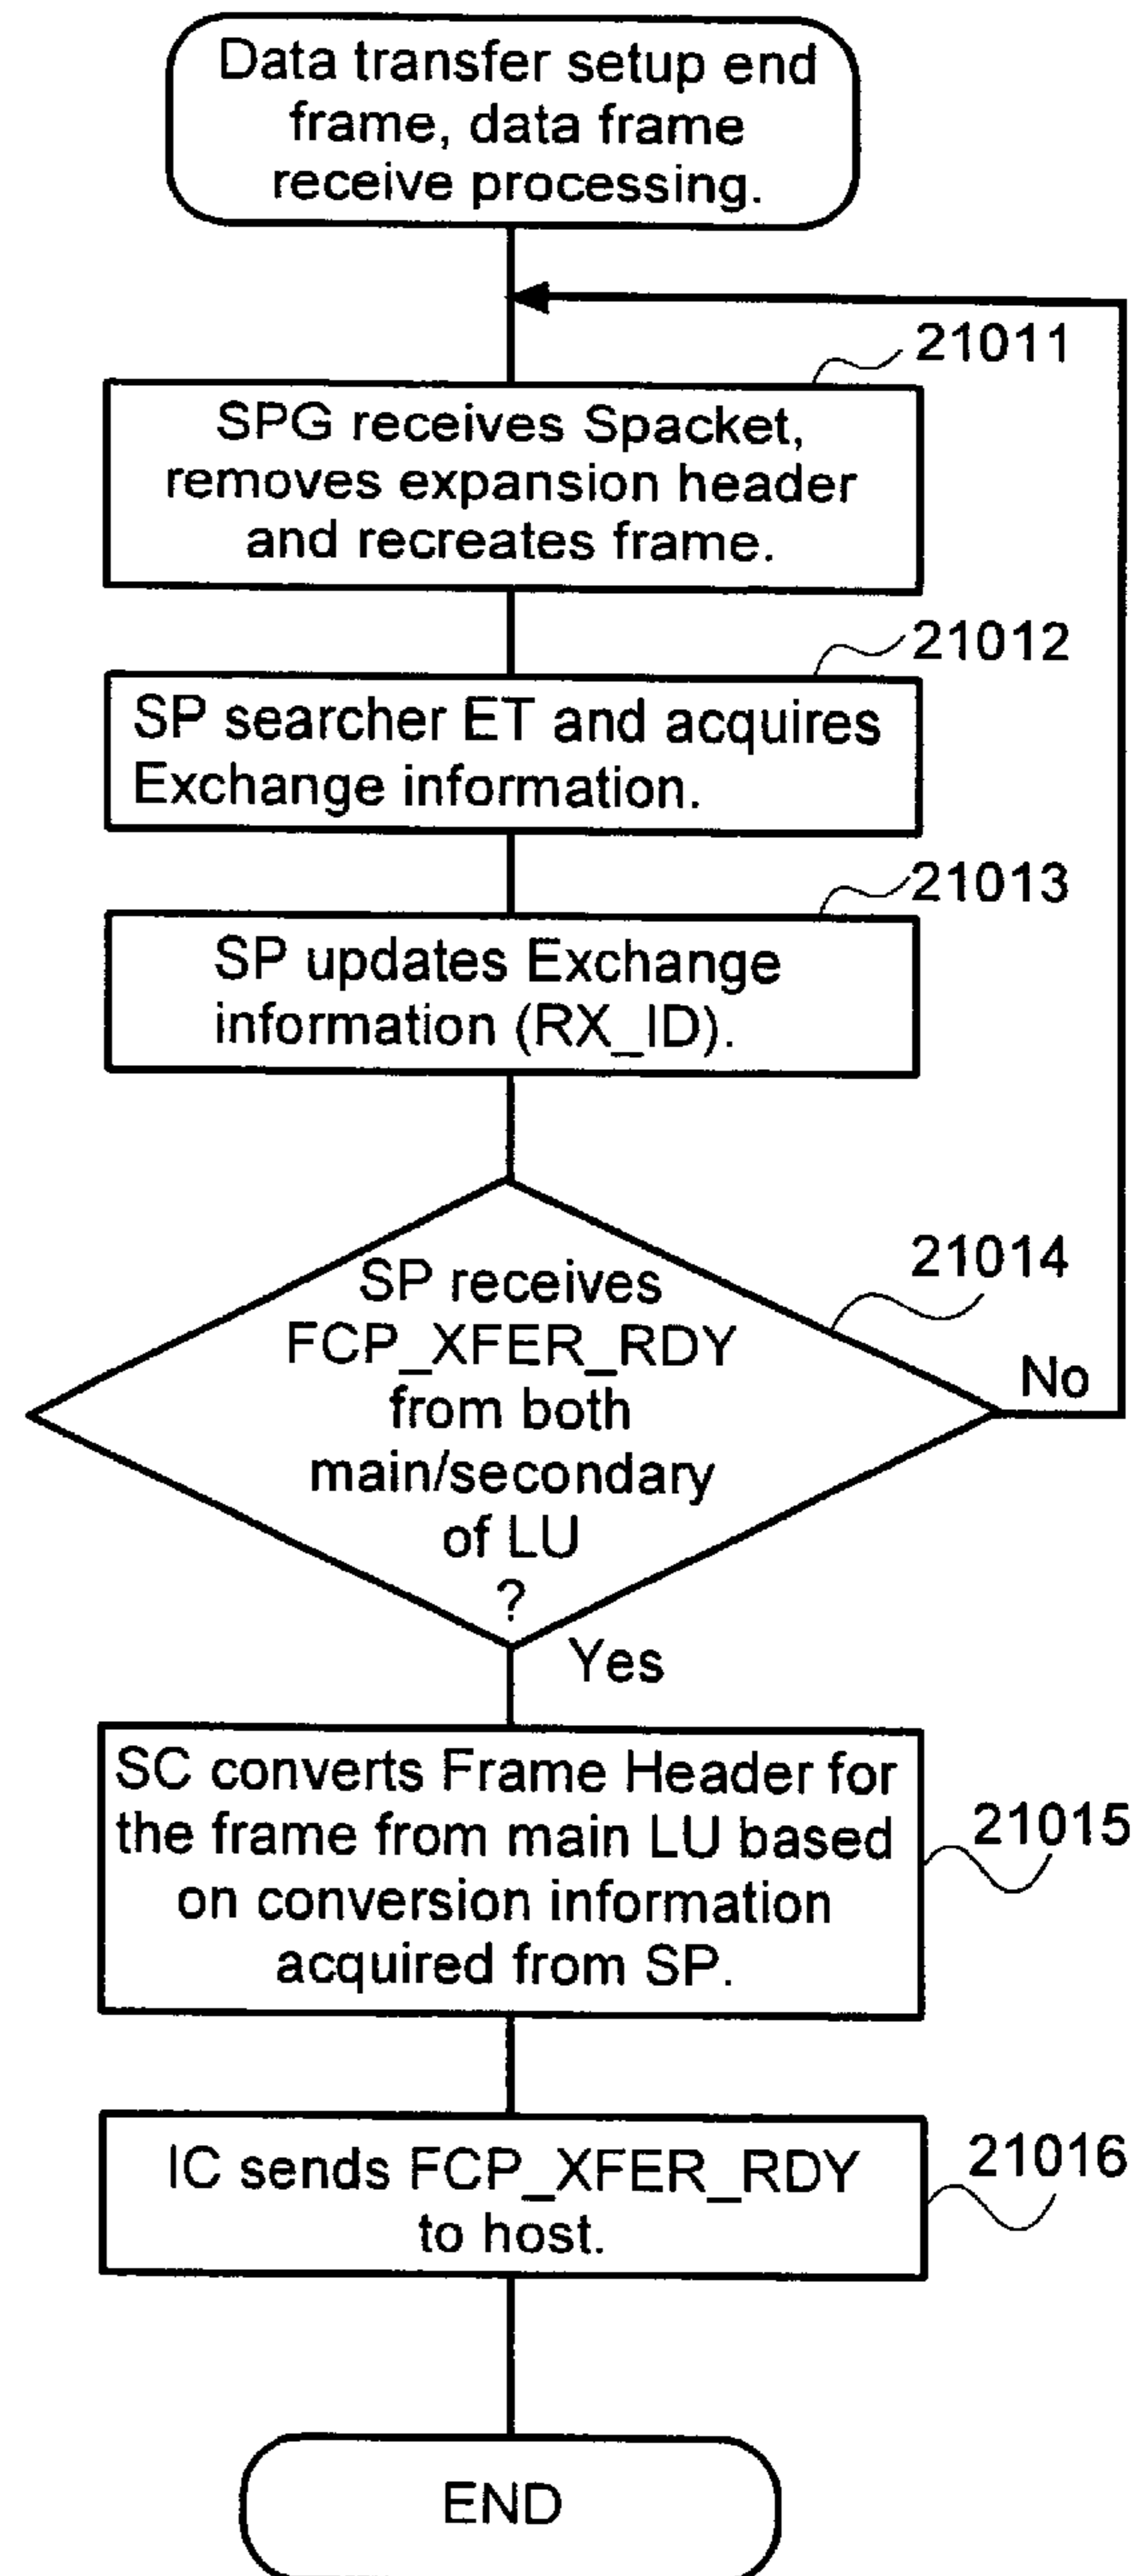 Data transfer setup end
frame, data frame
receive processing.
21011
SPG receives Spacket,
removes expansion header
and recreates frame.
21012
SP searcher ET and acquires
Exchange information.
21013
SP updates Exchange
information (RX_ID).
21014
SP receives
FCP_XFER_RDY
from both
main/secondary
of LU
?
No
Yes
SC converts Frame Header for
the frame from main LU based
on conversion information
acquired from SP.
21015
IC sends FCP_XFER_RDY
to host.
21016
END